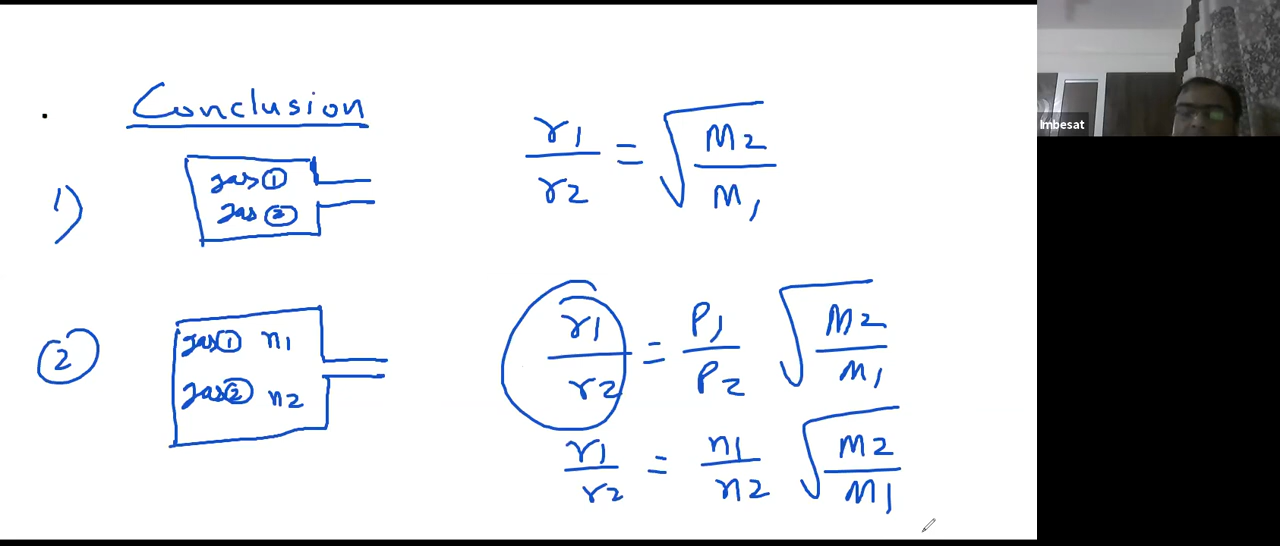 Conclusion
1)
gas ①
gas ②
r1/r2 = √(M2/M1)
②
gas ① n1
gas ② n2
r1/r2 = P1/P2 √(M2/M1)
r1/r2 = n1/n2 √(M2/M1)
Imbesat